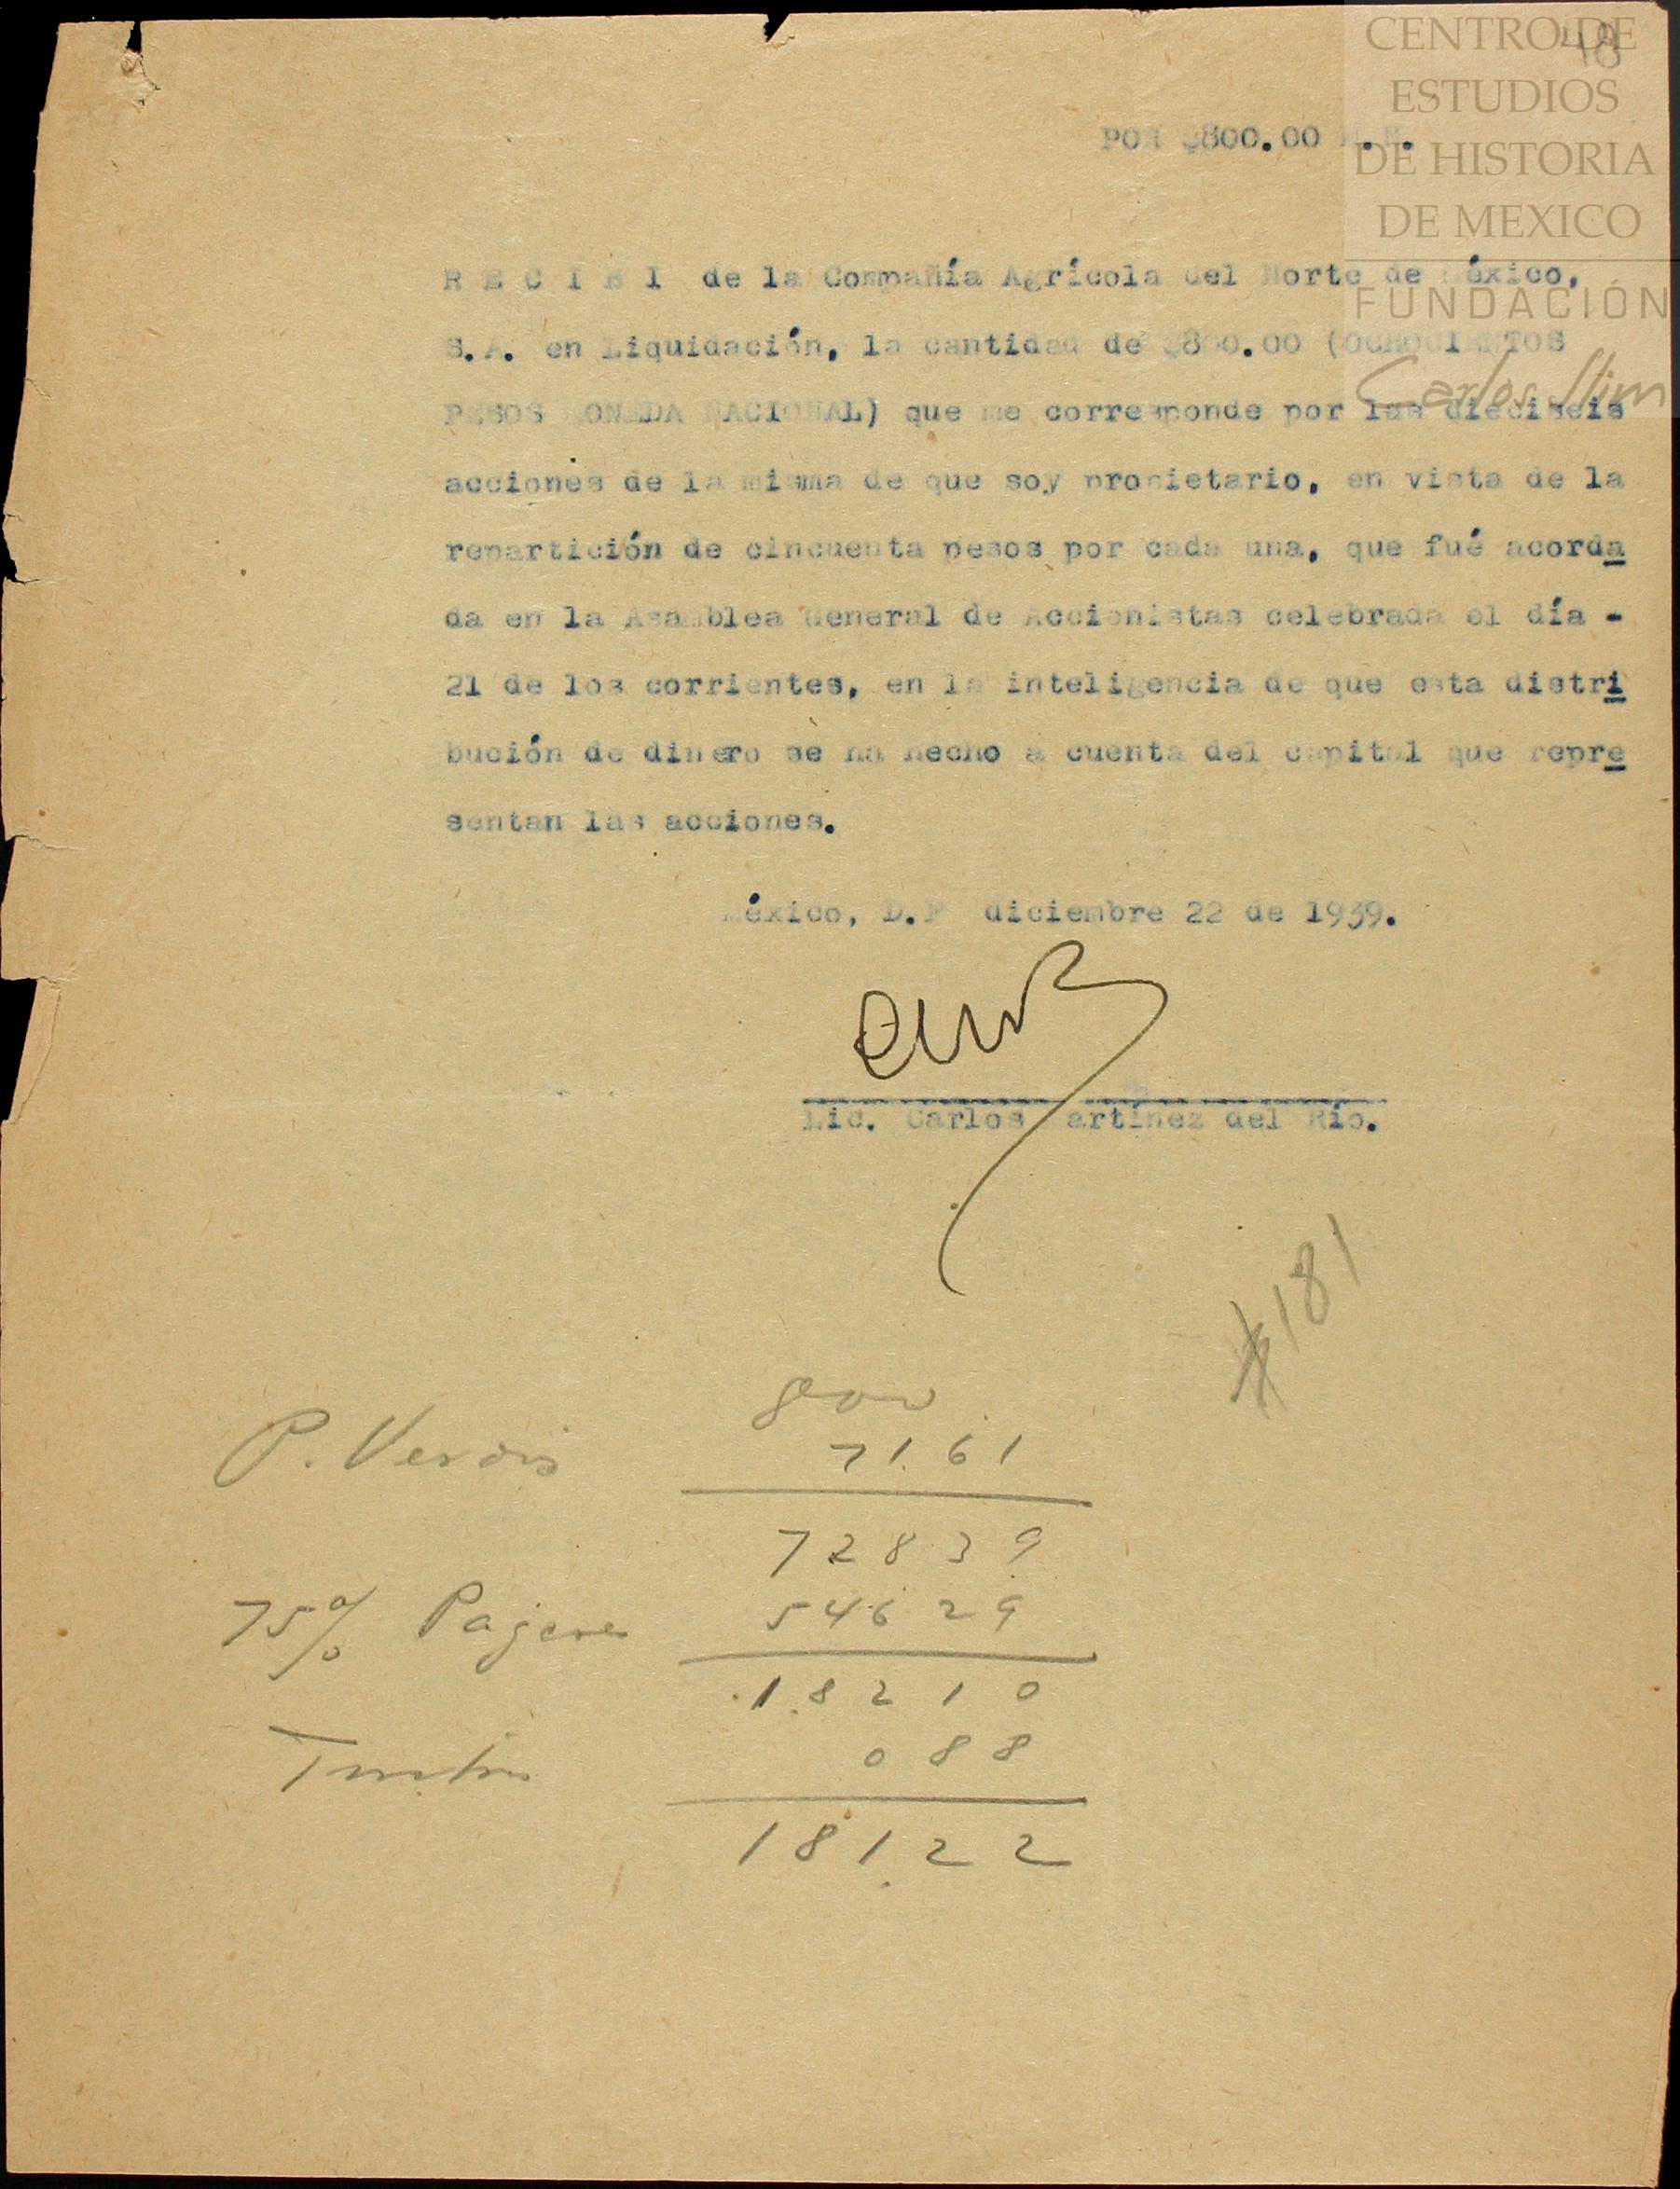 48
CENTRO DE
ESTUDIOS
DE HISTORIA
DE MEXICO
FUNDACIÓN
Carlos Slim
POR $800.00 M.N.
R E C I B I de la Compañía Agrícola del Norte de México,
S.A. en Liquidación, la cantidad de $800.00 (OCHOCIENTOS
PESOS MONEDA NACIONAL) que me corresponde por las dieciseis
acciones de la misma de que soy propietario, en vista de la
repartición de cincuenta pesos por cada una, que fué acorda
da en la Asamblea General de Accionistas celebrada el día -
21 de los corrientes, en la inteligencia de que esta distri
bución de dinero se ha hecho a cuenta del capital que repre
sentan las acciones.
México, D.F diciembre 22 de 1939.
Lic. Carlos Martínez del Río.
#181
800
P. Verdis 71.61
72839
75% Pagare 54629
18210
088
18122